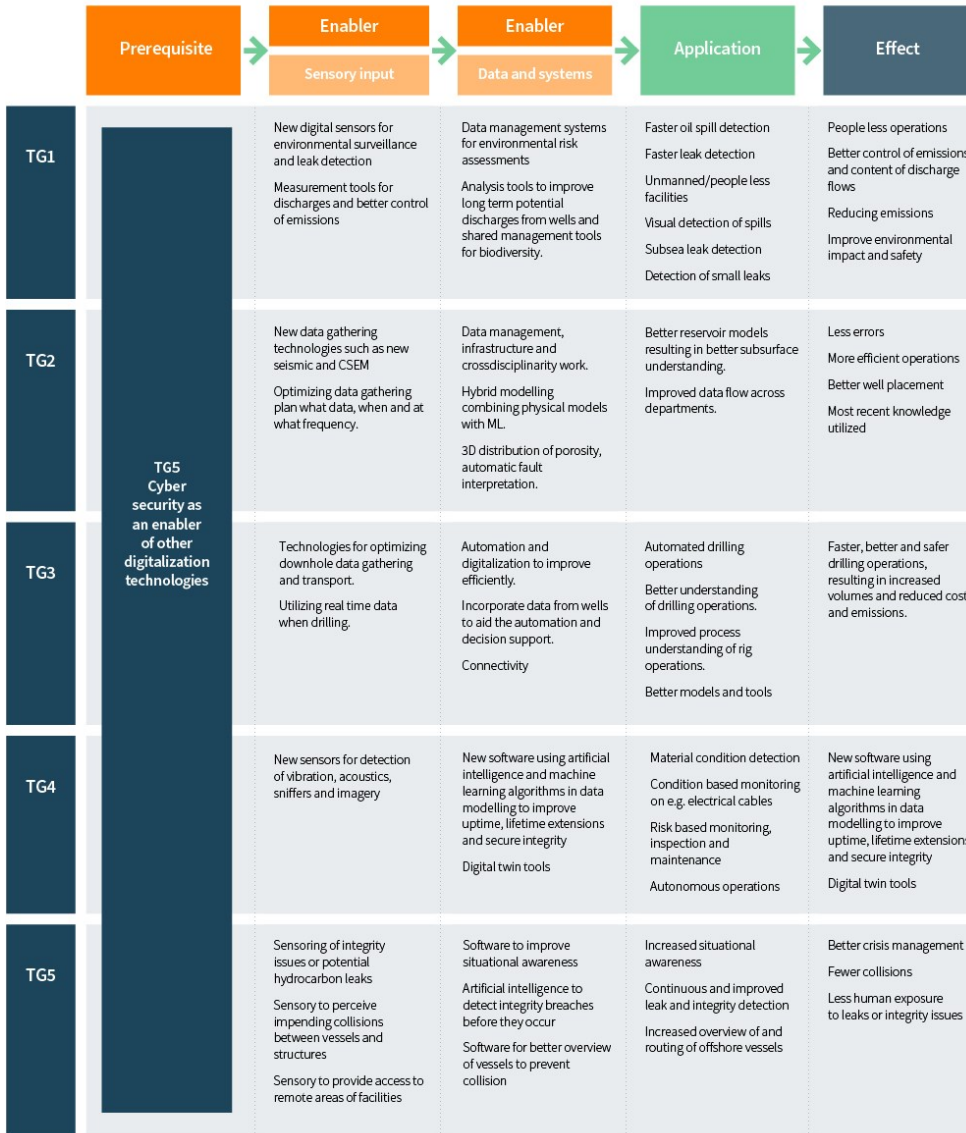 Prerequisite
Enabler
Sensory input
Enabler
Data and systems
Application
Effect
TG5
Cyber
security as
an enabler
of other
digitalization
technologies
TG1
New digital sensors for
environmental surveillance
and leak detection
Measurement tools for
discharges and better control
of emissions
Data management systems
for environmental risk
assessments
Analysis tools to improve
long term potential
discharges from wells and
shared management tools
for biodiversity.
Faster oil spill detection
Faster leak detection
Unmanned/people less
facilities
Visual detection of spills
Subsea leak detection
Detection of small leaks
People less operations
Better control of emissions
and content of discharge
flows
Reducing emissions
Improve environmental
impact and safety
TG2
New data gathering
technologies such as new
seismic and CSEM
Optimizing data gathering
plan what data, when and at
what frequency.
Data management,
infrastructure and
crossdisciplinarity work.
Hybrid modelling
combining physical models
with ML.
3D distribution of porosity,
automatic fault
interpretation.
Better reservoir models
resulting in better subsurface
understanding.
Improved data flow across
departments.
Less errors
More efficient operations
Better well placement
Most recent knowledge
utilized
TG3
Technologies for optimizing
downhole data gathering
and transport.
Utilizing real time data
when drilling.
Automation and
digitalization to improve
efficiently.
Incorporate data from wells
to aid the automation and
decision support.
Connectivity
Automated drilling
operations
Better understanding
of drilling operations.
Improved process
understanding of rig
operations.
Better models and tools
Faster, better and safer
drilling operations,
resulting in increased
volumes and reduced cost
and emissions.
TG4
New sensors for detection
of vibration, acoustics,
sniffers and imagery
New software using artificial
intelligence and machine
learning algorithms in data
modelling to improve
uptime, lifetime extensions
and secure integrity
Digital twin tools
Material condition detection
Condition based monitoring
on e.g. electrical cables
Risk based monitoring,
inspection and
maintenance
Autonomous operations
New software using
artificial intelligence and
machine learning
algorithms in data
modelling to improve
uptime, lifetime extensions
and secure integrity
Digital twin tools
TG5
Sensoring of integrity
issues or potential
hydrocarbon leaks
Sensory to perceive
impending collisions
between vessels and
structures
Sensory to provide access to
remote areas of facilities
Software to improve
situational awareness
Artificial intelligence to
detect integrity breaches
before they occur
Software for better overview
of vessels to prevent
collision
Increased situational
awareness
Continuous and improved
leak and integrity detection
Increased overview of and
routing of offshore vessels
Better crisis management
Fewer collisions
Less human exposure
to leaks or integrity issues